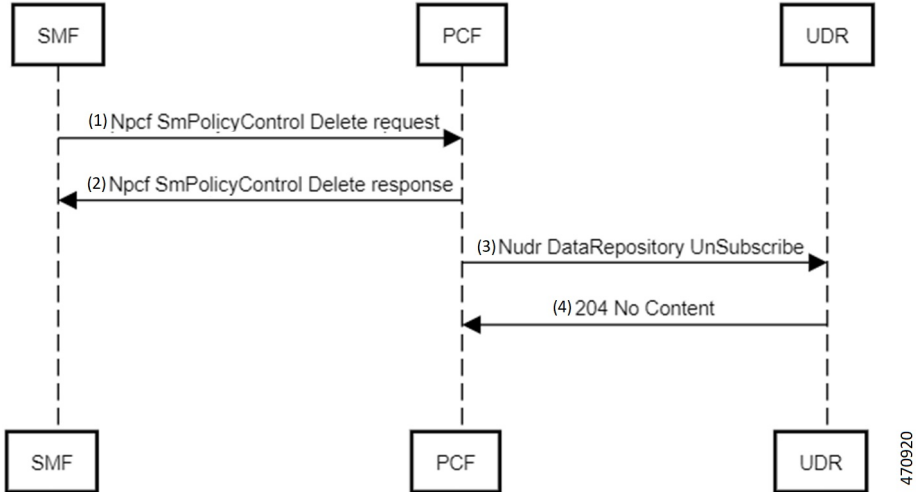 SMF
PCF
UDR
(1) Npcf SmPolicyControl Delete request
(2) Npcf SmPolicyControl Delete response
(3) Nudr DataRepository UnSubscribe
(4) 204 No Content
SMF
PCF
UDR
470920